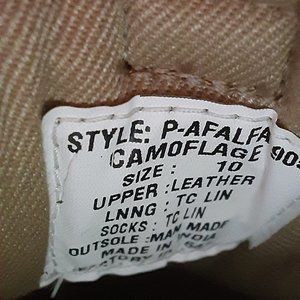 STYLE: P-AFALFA
CAMOFLAGE 90
SIZE : 10
UPPER : LEATHER
LNNG : TC LIN
SOCKS : TC LIN
OUTSOLE : MAN MADE
MADE IN INDIA